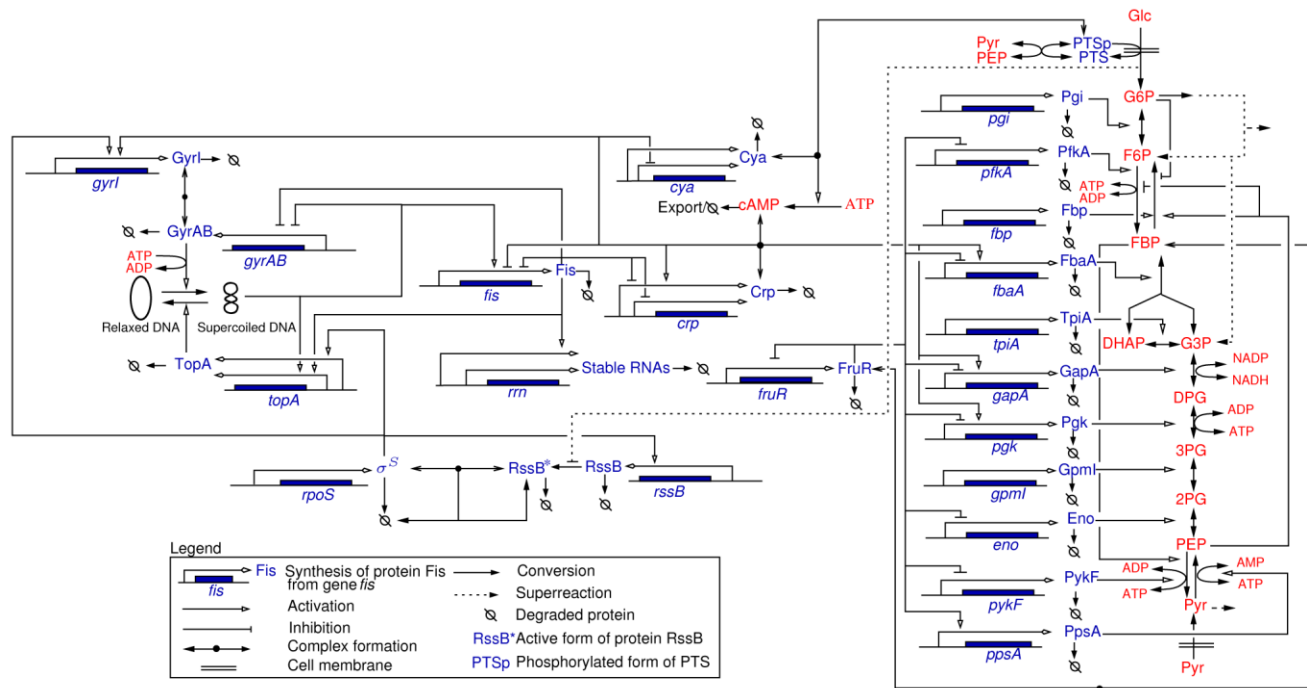 Glc
Pyr
PEP
PTSp
PTS
Pgi
pgi
G6P
PfkA
pfkA
F6P
ATP
ADP
Fbp
fbp
FBP
FbaA
fbaA
TpiA
tpiA
DHAP
G3P
NADP
NADH
GapA
gapA
DPG
ADP
ATP
Pgk
pgk
3PG
GpmI
gpmI
2PG
Eno
eno
PEP
ADP
ATP
AMP
ATP
PykF
pykF
Pyr
PpsA
ppsA
Pyr
GyrI
gyrI
GyrAB
gyrAB
ATP
ADP
Relaxed DNA
Supercoiled DNA
TopA
topA
Cya
cya
Export/∅
cAMP
ATP
Fis
fis
Crp
crp
Stable RNAs
rrn
FruR
fruR
σS
rpoS
RssB*
RssB
rssB
Legend
Fis
fis
Synthesis of protein Fis
from gene fis
Activation
Inhibition
Complex formation
Cell membrane
Conversion
Superreaction
Degraded protein
RssB* Active form of protein RssB
PTSp Phosphorylated form of PTS